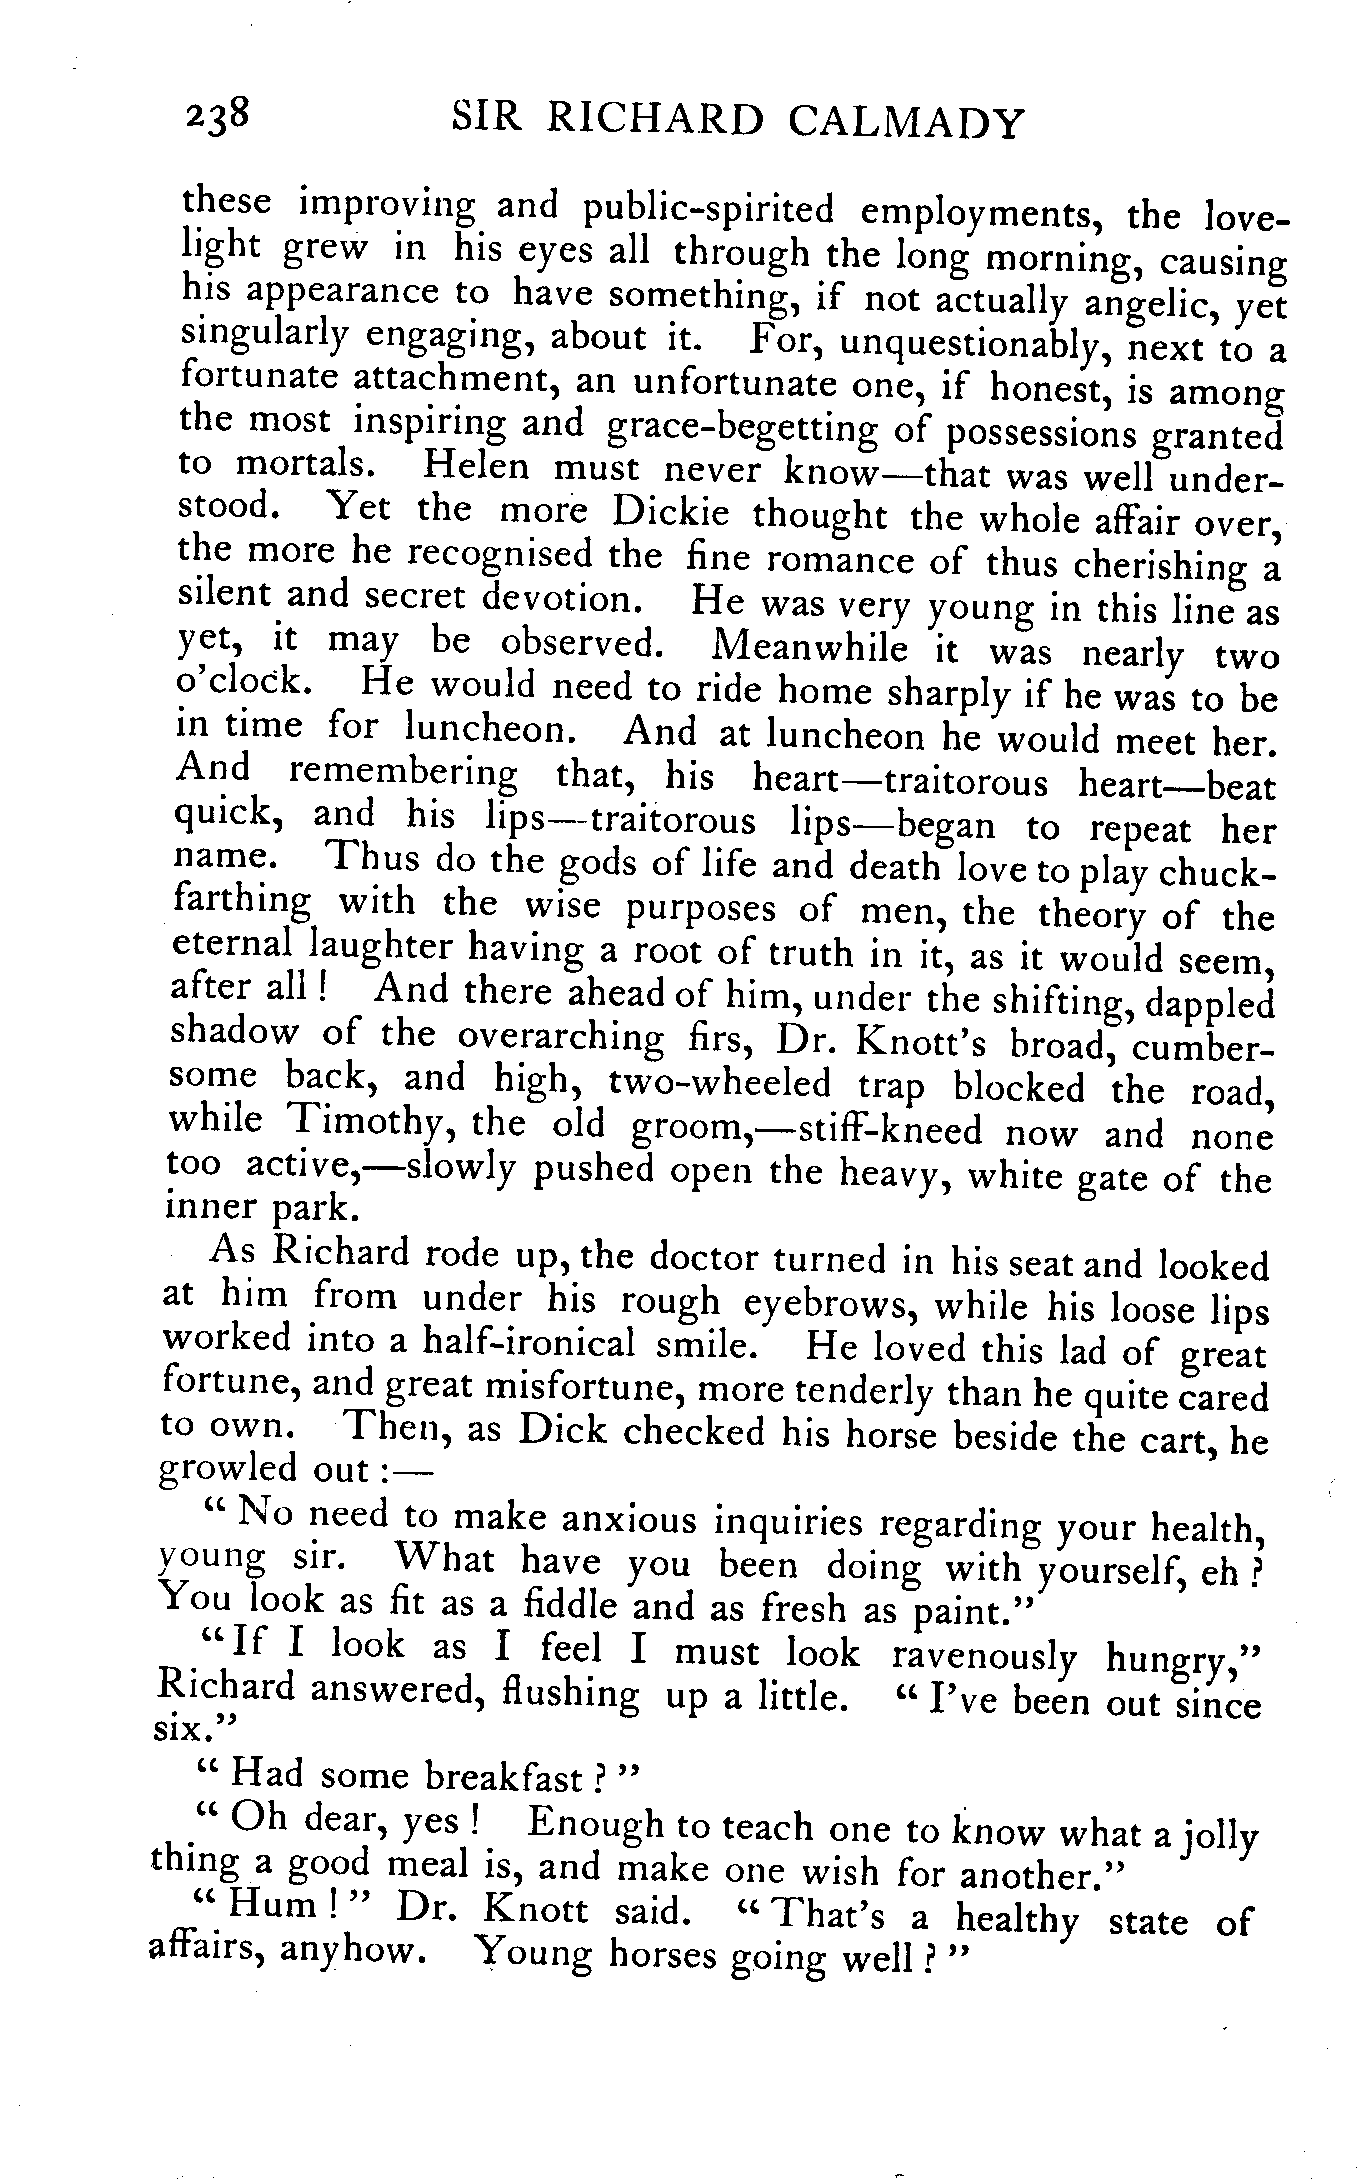 238 SIR RICHARD CALMADY
these improving and public-spirited employments, the love-
light grew in his eyes all through the long morning, causing
his appearance to have something, if not actually angelic, yet
singularly engaging, about it. For, unquestionably, next to a
fortunate attachment, an unfortunate one, if honest, is among
the most inspiring and grace-begetting of possessions granted
to mortals. Helen must never know—that was well under-
stood. Yet the more Dickie thought the whole affair over,
the more he recognised the fine romance of thus cherishing a
silent and secret devotion. He was very young in this line as
yet, it may be observed. Meanwhile it was nearly two
o'clock. He would need to ride home sharply if he was to be
in time for luncheon. And at luncheon he would meet her.
And remembering that, his heart—traitorous heart—beat
quick, and his lips—traitorous lips—began to repeat her
name. Thus do the gods of life and death love to play chuck-
farthing with the wise purposes of men, the theory of the
eternal laughter having a root of truth in it, as it would seem,
after all! And there ahead of him, under the shifting, dappled
shadow of the overarching firs, Dr. Knott's broad, cumber-
some back, and high, two-wheeled trap blocked the road,
while Timothy, the old groom,—stiff-kneed now and none
too active,—slowly pushed open the heavy, white gate of the
inner park.
As Richard rode up, the doctor turned in his seat and looked
at him from under his rough eyebrows, while his loose lips
worked into a half-ironical smile. He loved this lad of great
fortune, and great misfortune, more tenderly than he quite cared
to own. Then, as Dick checked his horse beside the cart, he
growled out:—
"No need to make anxious inquiries regarding your health,
young sir. What have you been doing with yourself, eh?
You look as fit as a fiddle and as fresh as paint."
"If I look as I feel I must look ravenously hungry,"
Richard answered, flushing up a little. "I've been out since
six."
"Had some breakfast?"
"Oh dear, yes! Enough to teach one to know what a jolly
thing a good meal is, and make one wish for another."
"Hum!" Dr. Knott said. "That's a healthy state of
affairs, anyhow. Young horses going well?"